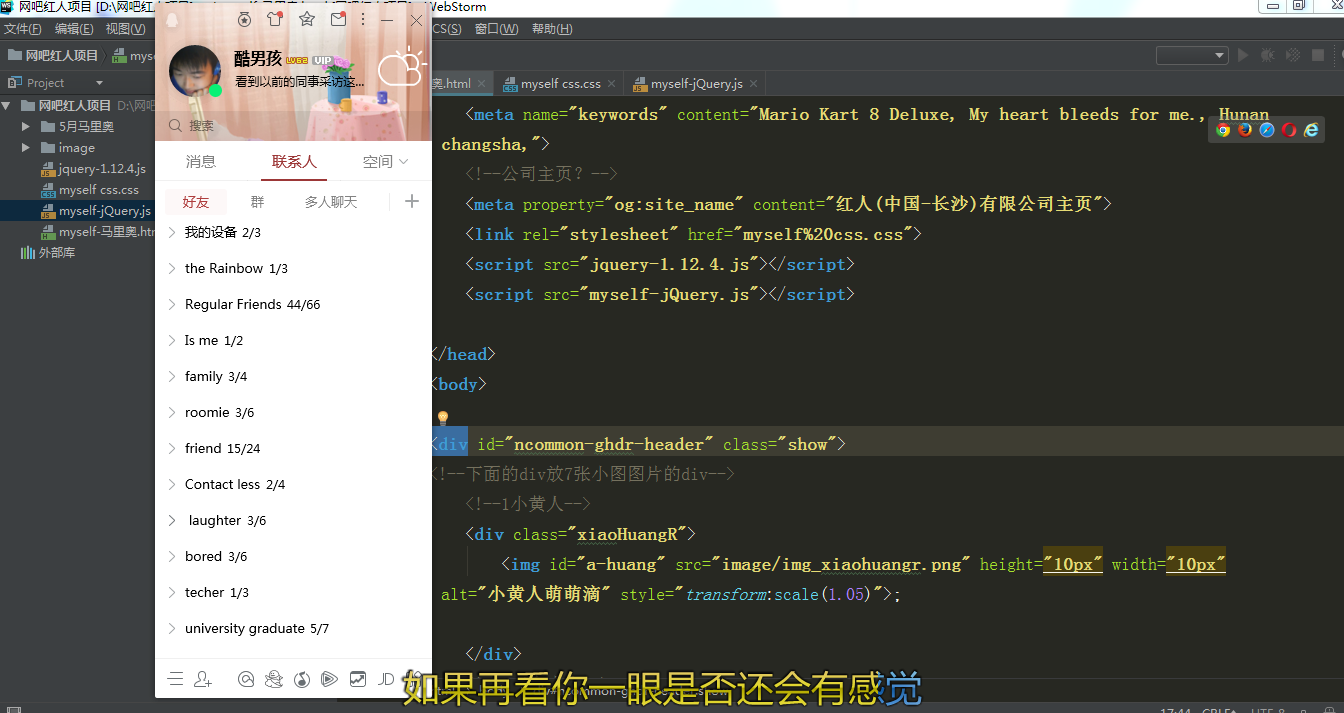 网吧红人项目 [D:\网吧红 WebStorm
文件(F) 编辑(E) 视图(V) CS(S) 窗口(W) 帮助(H)
网吧红人项目 mys
Project
网吧红人项目 D:\网吧
5月马里奥
image
jquery-1.12.4.js
myself css.css
myself-jQuery.js
myself-马里奥.htm
外部库
酷男孩 LV62 VIP
看到以前的同事采访这...
搜索
消息 联系人 空间
好友 群 多人聊天
我的设备 2/3
the Rainbow 1/3
Regular Friends 44/66
Is me 1/2
family 3/4
roomie 3/6
friend 15/24
Contact less 2/4
laughter 3/6
bored 3/6
techer 1/3
university graduate 5/7
奥.html myself css.css myself-jQuery.js
<meta name="keywords" content="Mario Kart 8 Deluxe, My heart bleeds for me., Hunan
changsha,">
<!--公司主页？-->
<meta property="og:site_name" content="红人(中国-长沙)有限公司主页">
<link rel="stylesheet" href="myself%20css.css">
<script src="jquery-1.12.4.js"></script>
<script src="myself-jQuery.js"></script>
</head>
<body>
<div id="ncommon-ghdr-header" class="show">
<!--下面的div放7张小图图片的div-->
<!--1小黄人-->
<div class="xiaoHuangR">
<img id="a-huang" src="image/img_xiaohuangr.png" height="10px" width="10px"
alt="小黄人萌萌滴" style="transform:scale(1.05)">;
</div>
如果再看你一眼是否还会有感觉